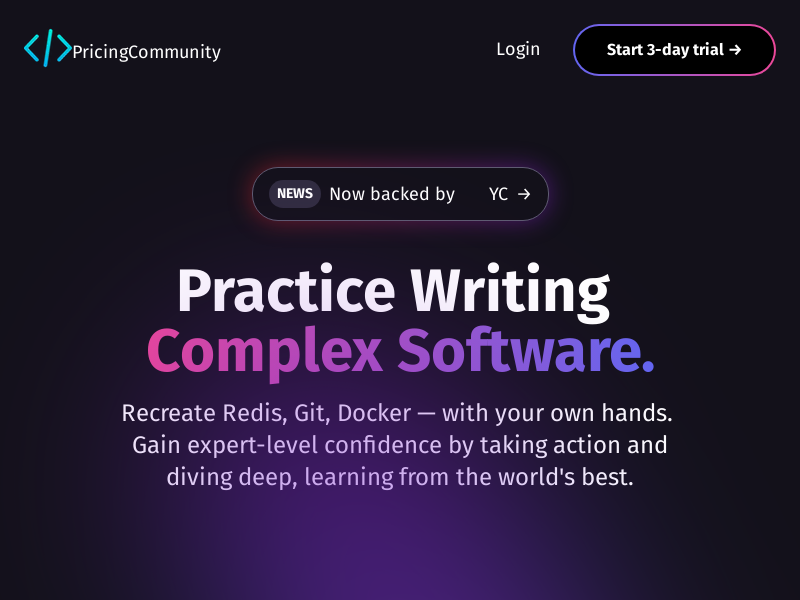 </> PricingCommunity
Login
Start 3-day trial →
NEWS Now backed by YC →
Practice Writing
Complex Software.
Recreate Redis, Git, Docker — with your own hands.
Gain expert-level confidence by taking action and
diving deep, learning from the world's best.